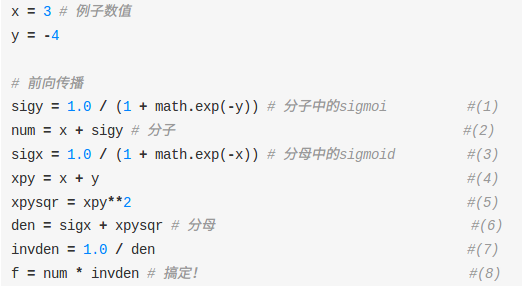 x = 3 # 例子数值
y = -4
# 前向传播
sigy = 1.0 / (1 + math.exp(-y)) # 分子中的sigmoi #(1)
num = x + sigy # 分子 #(2)
sigx = 1.0 / (1 + math.exp(-x)) # 分母中的sigmoid #(3)
xpy = x + y #(4)
xpysqr = xpy**2 #(5)
den = sigx + xpysqr # 分母 #(6)
invden = 1.0 / den #(7)
f = num * invden # 搞定! #(8)